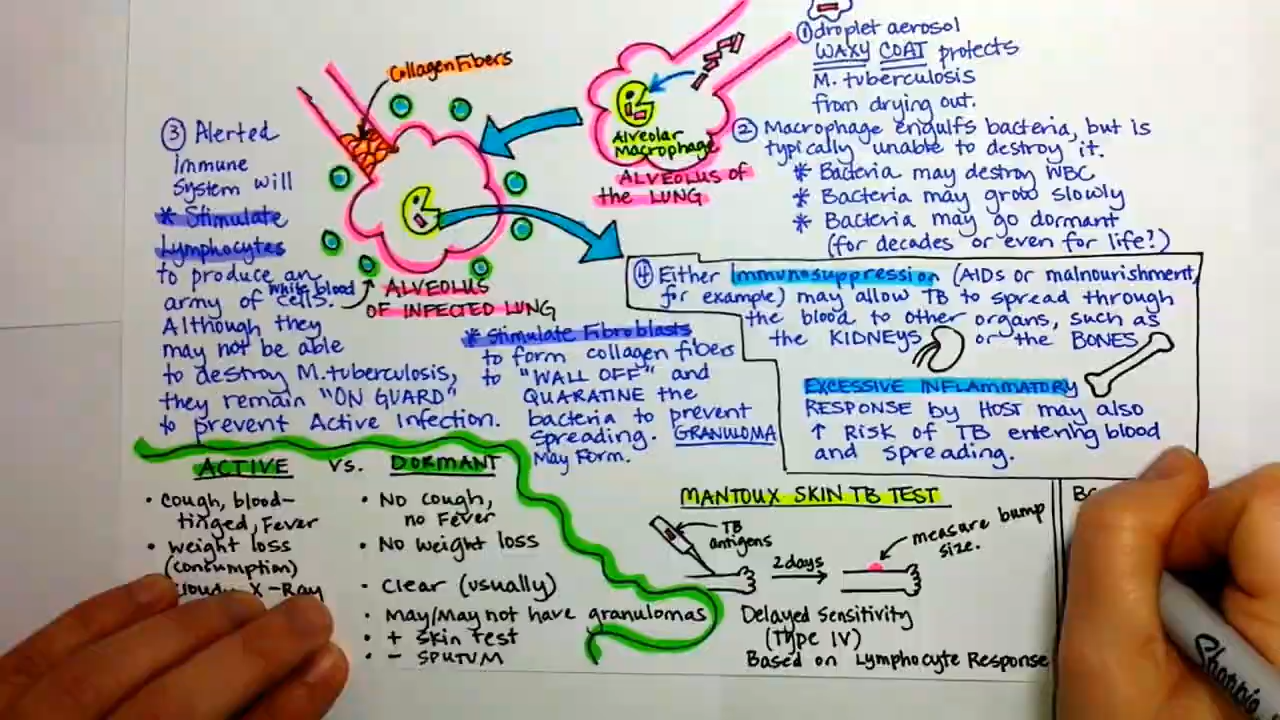 ① droplet aerosol
WAXY COAT protects
M. tuberculosis
from drying out.
② Macrophage engulfs bacteria, but is
typically unable to destroy it.
* Bacteria may destroy WBC
* Bacteria may grow slowly
* Bacteria may go dormant
(for decades or even for life?)
Alveolar
Macrophage
ALVEOLUS of
the LUNG
Collagen Fibers
③ Alerted
Immune
System will
* Stimulate
Lymphocytes
to produce an
army of white blood cells.
Although they
may not be able
to destroy M. tuberculosis,
they remain "ON GUARD"
to prevent Active Infection.
ALVEOLUS
OF INFECTED LUNG
* Stimulate Fibroblasts
to form collagen fibers
to "WALL OFF" and
QUARATINE the
bacteria to prevent
spreading. GRANULOMA
May Form.
④ Either Immunosuppression (AIDs or malnourishment,
for example) may allow TB to spread through
the blood to other organs, such as
the KIDNEYS or the BONES
EXCESSIVE INFLAMMATORY
RESPONSE by HOST may also
↑ Risk of TB entering blood
and spreading.
ACTIVE vs. DORMANT
• cough, blood-
tinged, Fever
• weight loss
(consumption)
cloudy X-Ray
• No cough,
no Fever
• No weight loss
• Clear (usually)
• May/May not have granulomas
• + Skin Test
• - SPUTUM
MANTOUX SKIN TB TEST
TB
antigens
2 days
measure bump
size.
Delayed Sensitivity
(Type IV)
Based on Lymphocyte Response
Sharpie